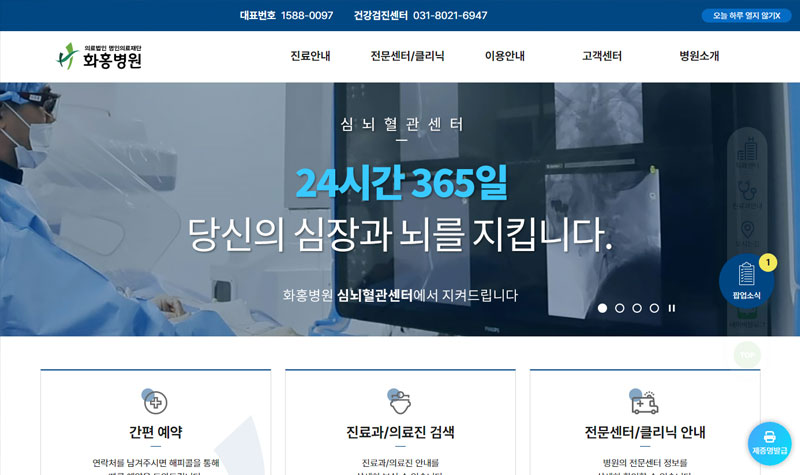 대표번호 1588-0097 건강검진센터 031-8021-6947 오늘 하루 열지 않기X
의료법인 명인의료재단
화홍병원
진료안내 전문센터/클리닉 이용안내 고객센터 병원소개
심뇌혈관센터
24시간 365일
당신의 심장과 뇌를 지킵니다.
화홍병원 심뇌혈관센터에서 지켜드립니다
1
팝업소식
TOP
간편 예약 진료과/의료진 검색 전문센터/클리닉 안내
제증명발급
연락처를 남겨주시면 해피콜을 통해 진료과/의료진 안내를 병원의 전문센터 정보를